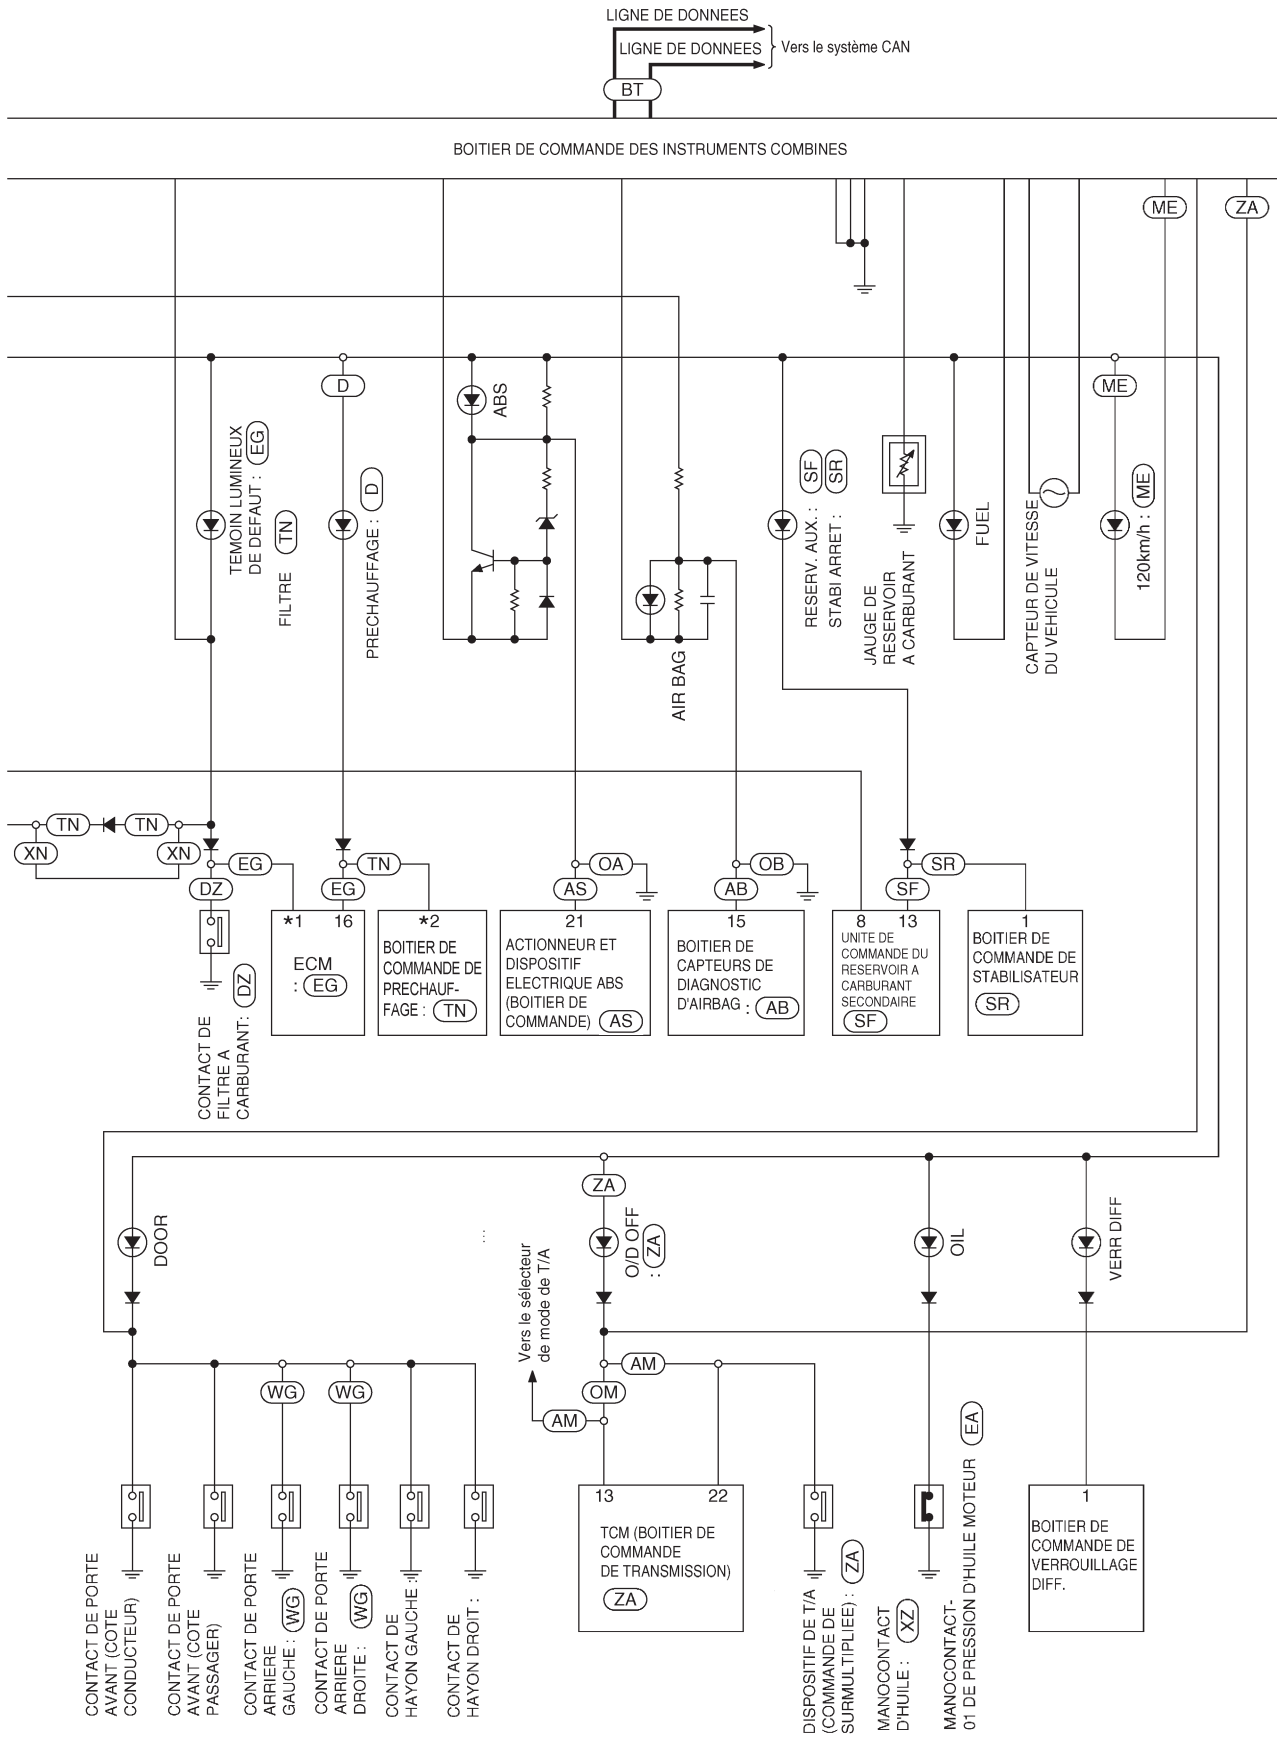 LIGNE DE DONNEES
LIGNE DE DONNEES
Vers le système CAN
BT
BOITIER DE COMMANDE DES INSTRUMENTS COMBINES
ME
ZA
D
ME
ABS
TEMOIN LUMINEUX
DE DEFAUT : EG
FILTRE TN
PRECHAUFFAGE : D
AIR BAG
RESERV. AUX. : SF
STABI ARRET : SR
JAUGE DE
RESERVOIR
A CARBURANT
FUEL
CAPTEUR DE VITESSE
DU VEHICULE
120km/h : ME
TN
TN
XN
XN
EG
TN
OA
OB
SR
DZ
EG
AS
AB
SF
*1 16
ECM
: EG
*2
BOITIER DE
COMMANDE DE
PRECHAUF-
FAGE : TN
21
ACTIONNEUR ET
DISPOSITIF
ELECTRIQUE ABS
(BOITIER DE
COMMANDE) AS
15
BOITIER DE
CAPTEURS DE
DIAGNOSTIC
D'AIRBAG : AB
8 13
UNITE DE
COMMANDE DU
RESERVOIR A
CARBURANT
SECONDAIRE
SF
1
BOITIER DE
COMMANDE DE
STABILISATEUR
SR
CONTACT DE
FILTRE A
CARBURANT: DZ
ZA
DOOR
...
Vers le sélecteur
de mode de T/A
O/D OFF
: ZA
OIL
VERR DIFF
WG
WG
AM
OM
AM
13 22
TCM (BOITIER DE
COMMANDE
DE TRANSMISSION)
ZA
1
BOITIER DE
COMMANDE DE
VERROUILLAGE
DIFF.
CONTACT DE PORTE
AVANT (COTE
CONDUCTEUR)
CONTACT DE PORTE
AVANT (COTE
PASSAGER)
CONTACT DE PORTE
ARRIERE
GAUCHE : WG
CONTACT DE PORTE
ARRIERE
DROITE : WG
CONTACT DE
HAYON GAUCHE :
CONTACT DE
HAYON DROIT :
DISPOSITIF DE T/A
(COMMANDE DE
SURMULTIPLIEE) : ZA
MANOCONTACT
D'HUILE : XZ
MANOCONTACT-
01 DE PRESSION D'HUILE MOTEUR EA